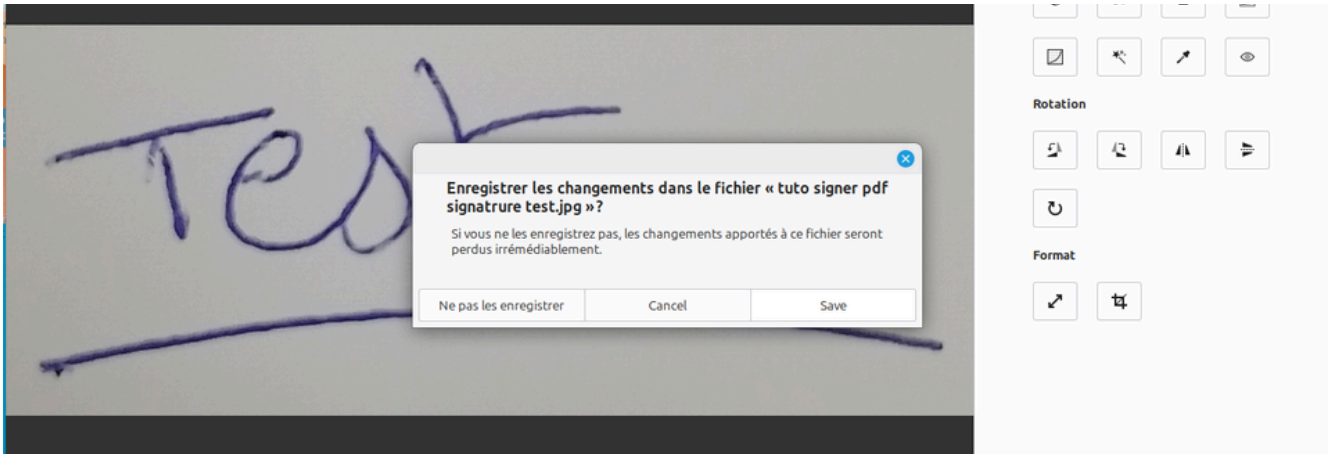 Test
Enregistrer les changements dans le fichier « tuto signer pdf
signatrure test.jpg »?
Si vous ne les enregistrez pas, les changements apportés à ce fichier seront
perdus irrémédiablement.
Ne pas les enregistrer
Cancel
Save
Rotation
Format